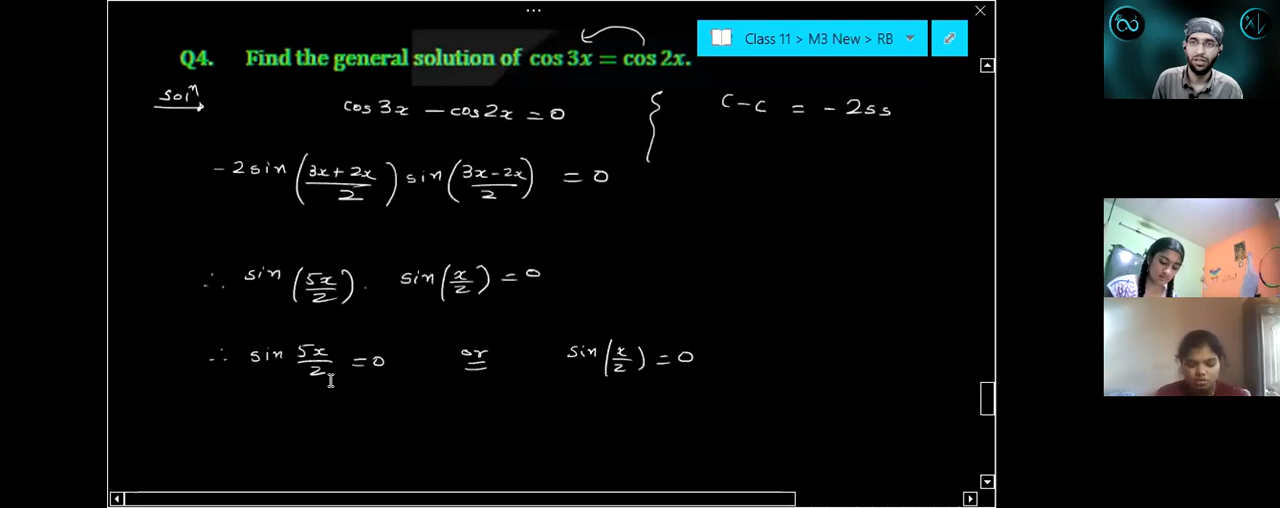 Class 11 > M3 New > RB
Q4. Find the general solution of cos 3x = cos 2x.
Solⁿ
cos 3x − cos 2x = 0
C − C = − 2 s s
− 2 sin (3x + 2x / 2) sin (3x − 2x / 2) = 0
∴ sin (5x / 2) . sin (x / 2) = 0
∴ sin 5x / 2 = 0 or sin (x / 2) = 0